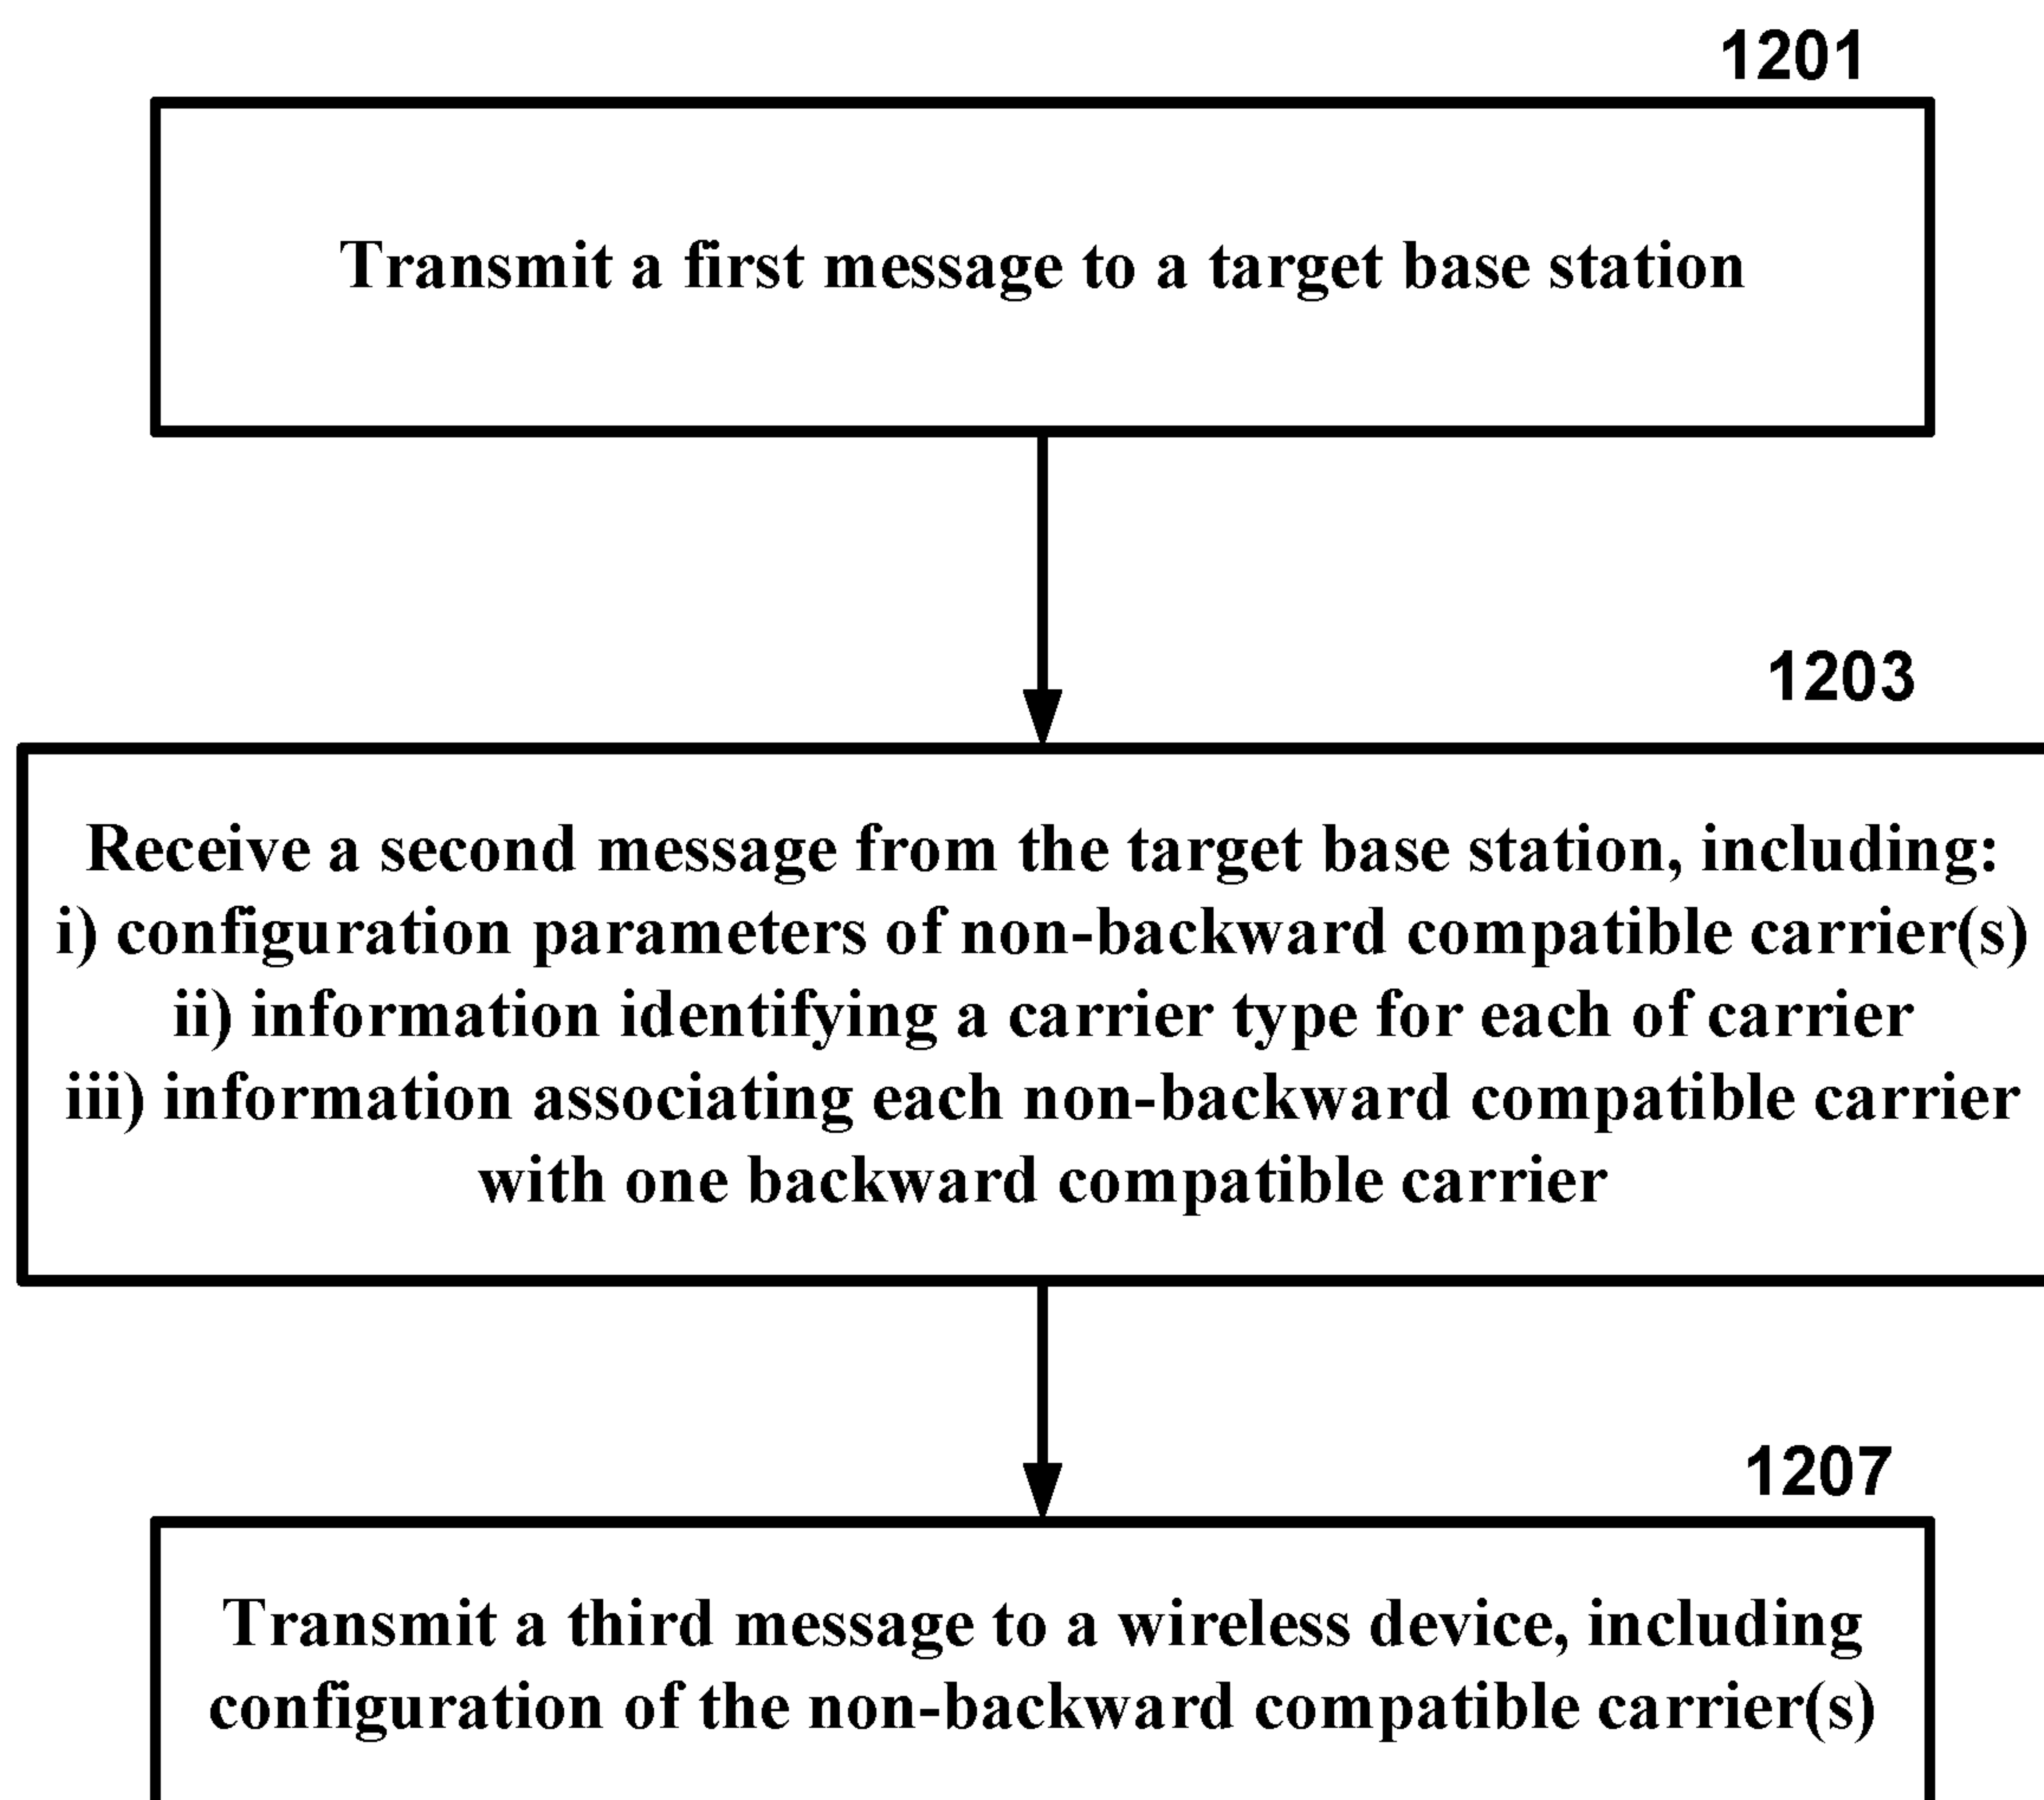 1201
Transmit a first message to a target base station
1203
Receive a second message from the target base station, including:
i) configuration parameters of non-backward compatible carrier(s)
ii) information identifying a carrier type for each of carrier
iii) information associating each non-backward compatible carrier
with one backward compatible carrier
1207
Transmit a third message to a wireless device, including
configuration of the non-backward compatible carrier(s)